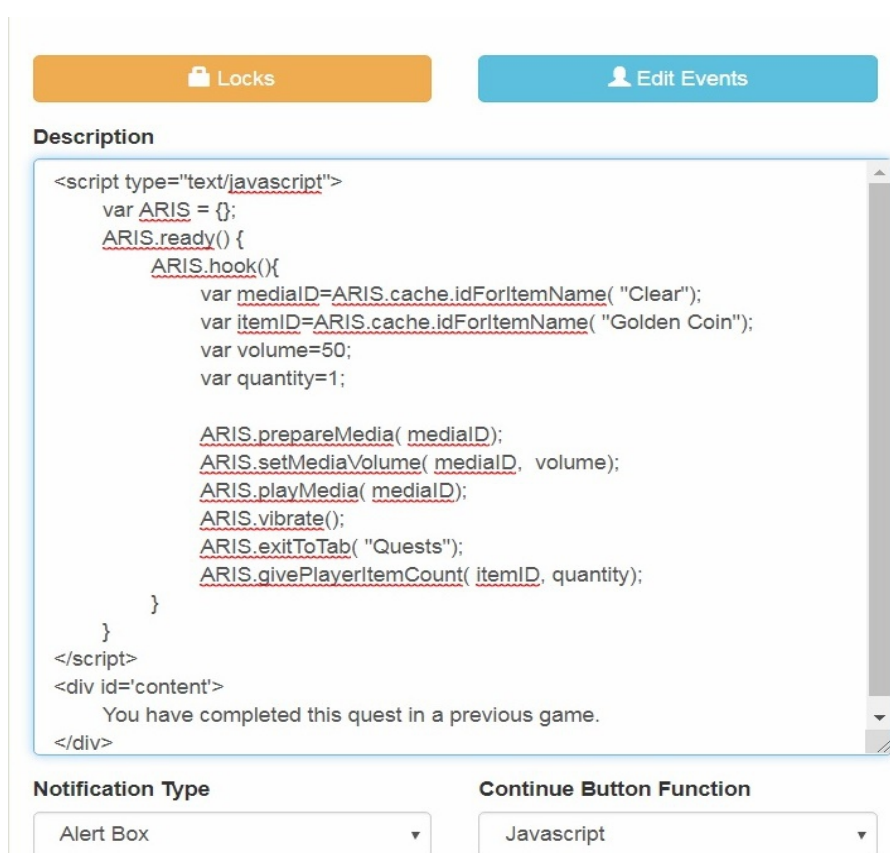 Locks
Edit Events
Description
<script type="text/javascript">
var ARIS = {};
ARIS.ready() {
ARIS.hook(){
var mediaID=ARIS.cache.idForItemName( "Clear");
var itemID=ARIS.cache.idForItemName( "Golden Coin");
var volume=50;
var quantity=1;
ARIS.prepareMedia( mediaID);
ARIS.setMediaVolume( mediaID,  volume);
ARIS.playMedia( mediaID);
ARIS.vibrate();
ARIS.exitToTab( "Quests");
ARIS.givePlayerItemCount( itemID, quantity);
}
}
</script>
<div id='content'>
You have completed this quest in a previous game.
</div>
Notification Type
Continue Button Function
Alert Box
Javascript